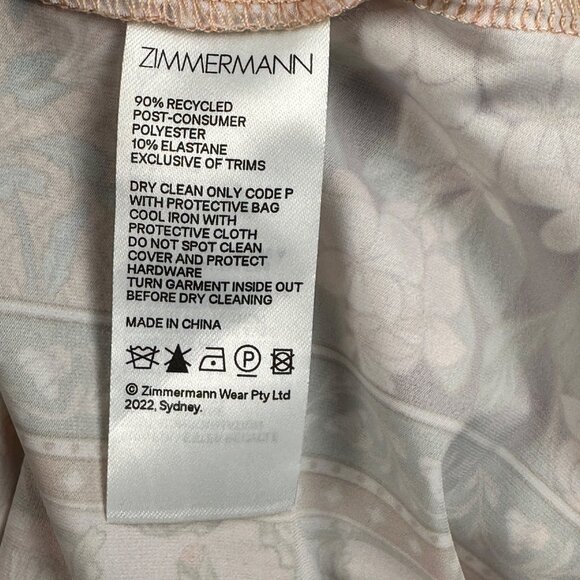 ZIMMERMANN
90% RECYCLED
POST-CONSUMER
POLYESTER
10% ELASTANE
EXCLUSIVE OF TRIMS
DRY CLEAN ONLY CODE P
WITH PROTECTIVE BAG
COOL IRON WITH
PROTECTIVE CLOTH
DO NOT SPOT CLEAN
COVER AND PROTECT
HARDWARE
TURN GARMENT INSIDE OUT
BEFORE DRY CLEANING
MADE IN CHINA
P
© Zimmermann Wear Pty Ltd
2022, Sydney.